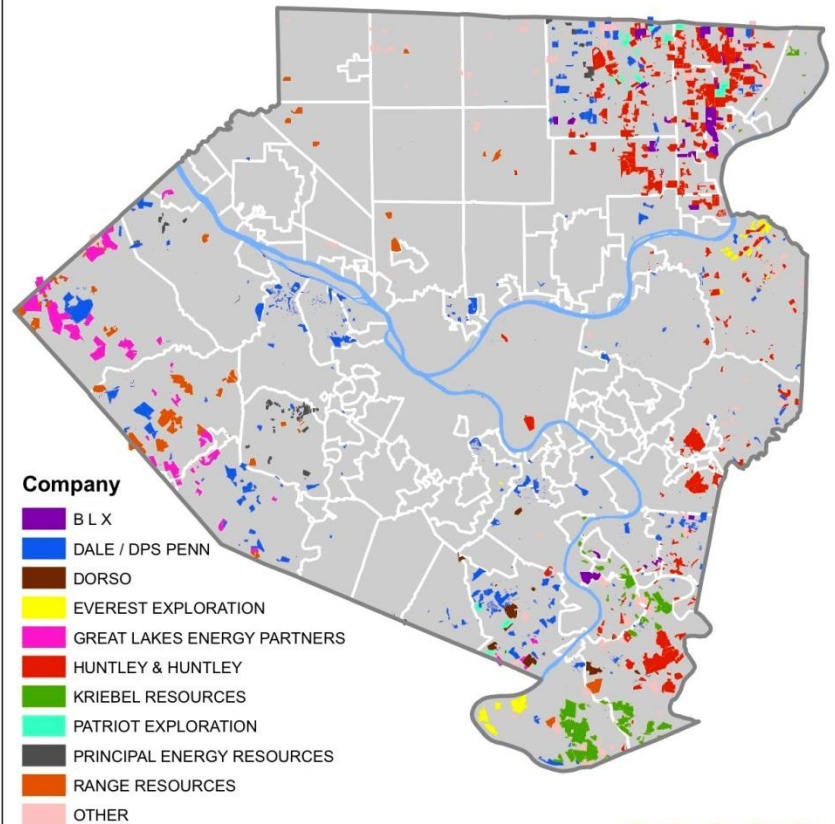 Company
B L X
DALE / DPS PENN
DORSO
EVEREST EXPLORATION
GREAT LAKES ENERGY PARTNERS
HUNTLEY & HUNTLEY
KRIEBEL RESOURCES
PATRIOT EXPLORATION
PRINCIPAL ENERGY RESOURCES
RANGE RESOURCES
OTHER